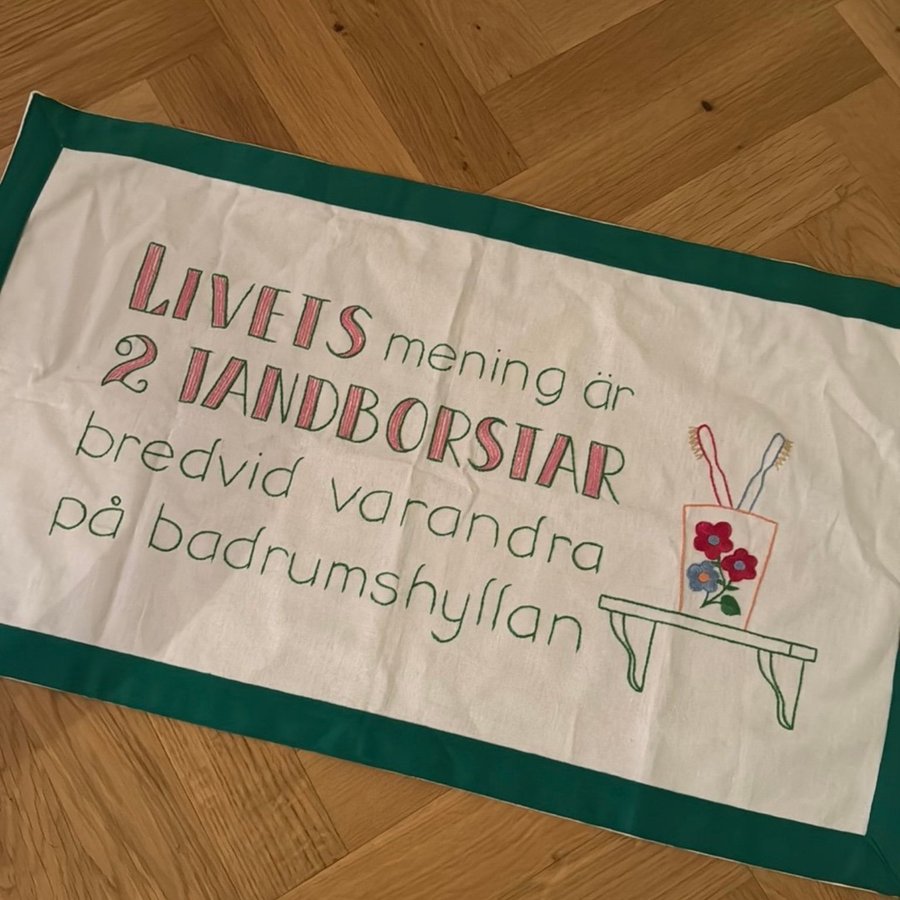 LIVETS mening är
2 TANDBORSTAR
bredvid varandra
på badrumshyllan